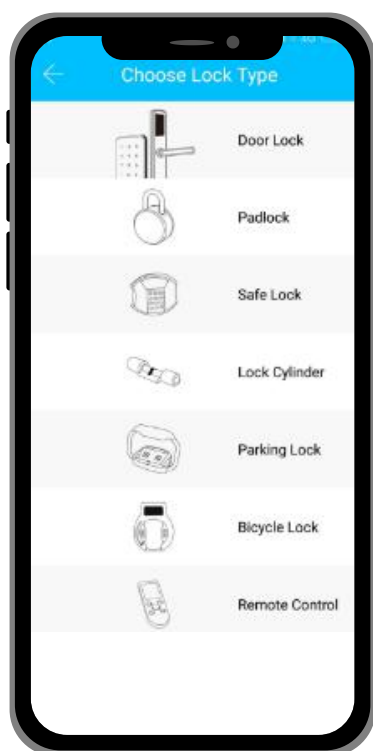 Choose Lock Type
Door Lock
Padlock
Safe Lock
Lock Cylinder
Parking Lock
Bicycle Lock
Remote Control